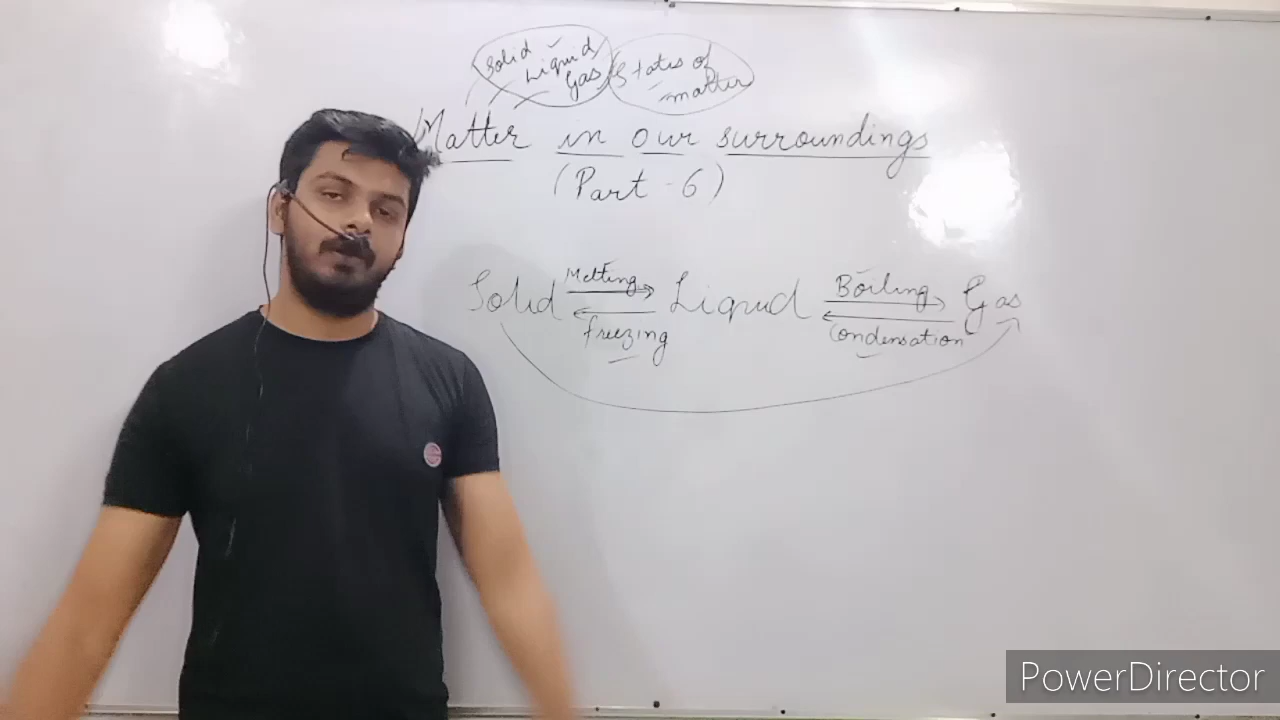 Solid
Liquid
Gas
States of
matter
Matter in our surroundings
(Part - 6)
Solid Melting Liquid Boiling Gas
freezing Condensation
PowerDirector